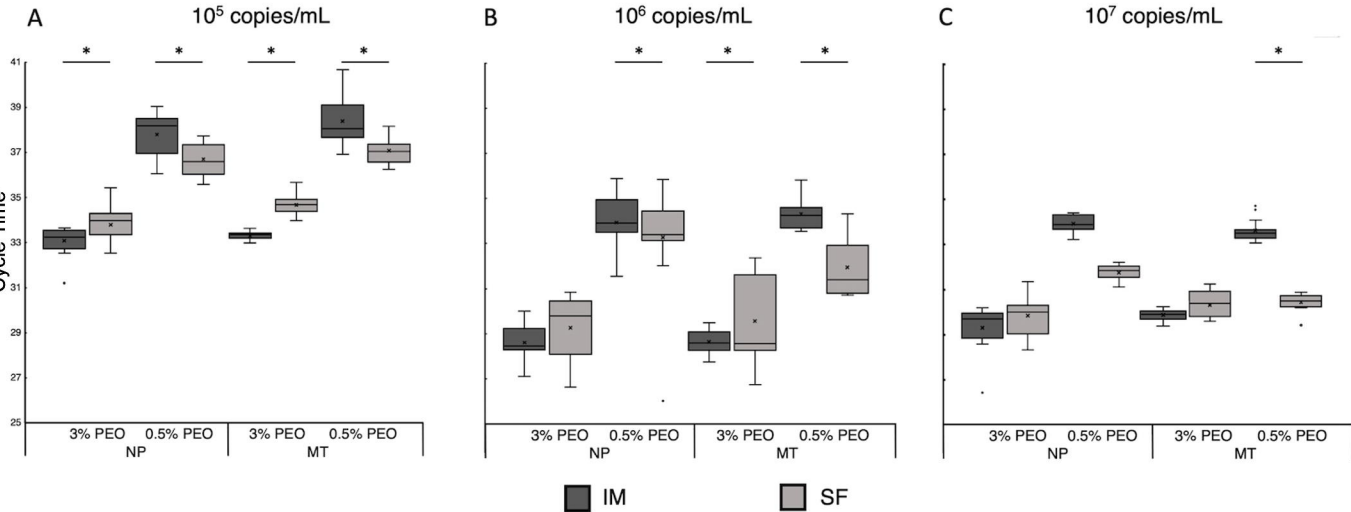 A 10⁵ copies/mL
B 10⁶ copies/mL
C 10⁷ copies/mL
* * * *
* * *
*
41
39
37
35
33
31
29
27
25
3% PEO 0.5% PEO 3% PEO 0.5% PEO
NP MT
3% PEO 0.5% PEO 3% PEO 0.5% PEO
NP MT
3% PEO 0.5% PEO 3% PEO 0.5% PEO
NP MT
IM SF